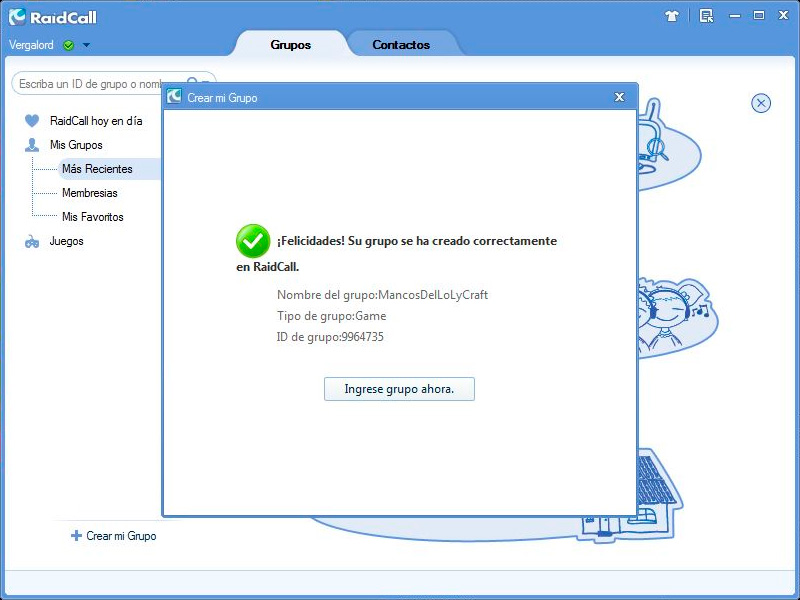 RaidCall
Vergalord
Grupos
Contactos
Escriba un ID de grupo o
RaidCall hoy en día
Mis Grupos
Más Recientes
Membresias
Mis Favoritos
Juegos
Crear mi Grupo
¡Felicidades! Su grupo se ha creado correctamente
en RaidCall.
Nombre del grupo:MancosDelLoLyCraft
Tipo de grupo:Game
ID de grupo:9964735
Ingrese grupo ahora.
Crear mi Grupo